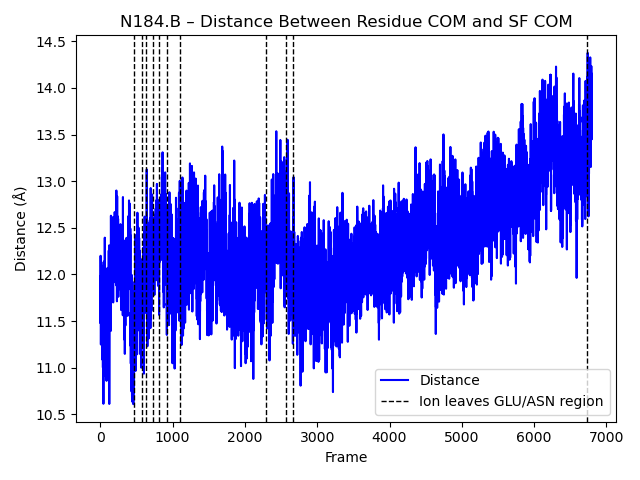 N184.B – Distance Between Residue COM and SF COM
14.5
14.0
13.5
13.0
12.5
12.0
11.5
11.0
10.5
Distance (Å)
Distance
Ion leaves GLU/ASN region
0 1000 2000 3000 4000 5000 6000 7000
Frame